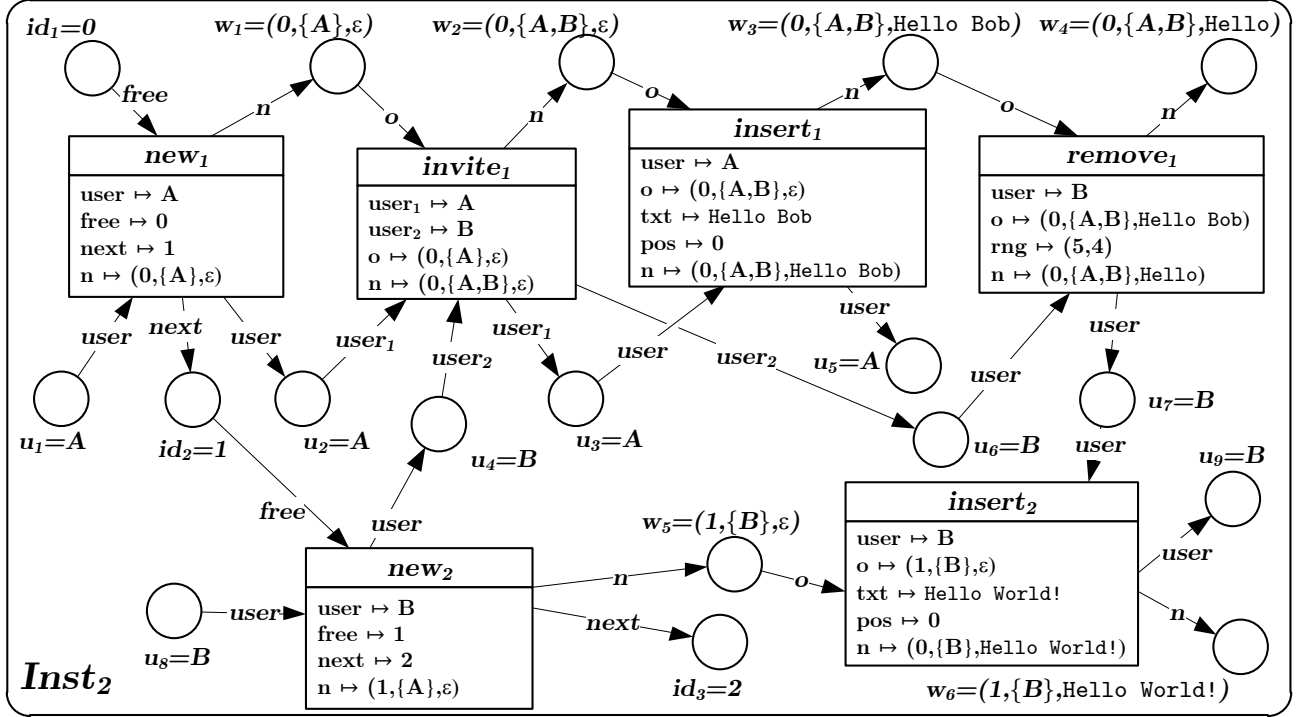 id₁=0
w₁=(0,{A},ε)
w₂=(0,{A,B},ε)
w₃=(0,{A,B},Hello Bob)
w₄=(0,{A,B},Hello)
free
n
o
n
o
n
o
n
new₁
user ↦ A
free ↦ 0
next ↦ 1
n ↦ (0,{A},ε)
invite₁
user₁ ↦ A
user₂ ↦ B
o ↦ (0,{A},ε)
n ↦ (0,{A,B},ε)
insert₁
user ↦ A
o ↦ (0,{A,B},ε)
txt ↦ Hello Bob
pos ↦ 0
n ↦ (0,{A,B},Hello Bob)
remove₁
user ↦ B
o ↦ (0,{A,B},Hello Bob)
rng ↦ (5,4)
n ↦ (0,{A,B},Hello)
user
next
user
user₁
user₂
user₁
user
user₂
user
user
user
u₁=A
id₂=1
u₂=A
u₄=B
u₃=A
u₅=A
u₆=B
u₇=B
user
u₉=B
free
user
w₅=(1,{B},ε)
new₂
user ↦ B
free ↦ 1
next ↦ 2
n ↦ (1,{A},ε)
n
o
next
user
u₈=B
id₃=2
insert₂
user ↦ B
o ↦ (1,{B},ε)
txt ↦ Hello World!
pos ↦ 0
n ↦ (0,{B},Hello World!)
user
n
w₆=(1,{B},Hello World!)
Inst₂